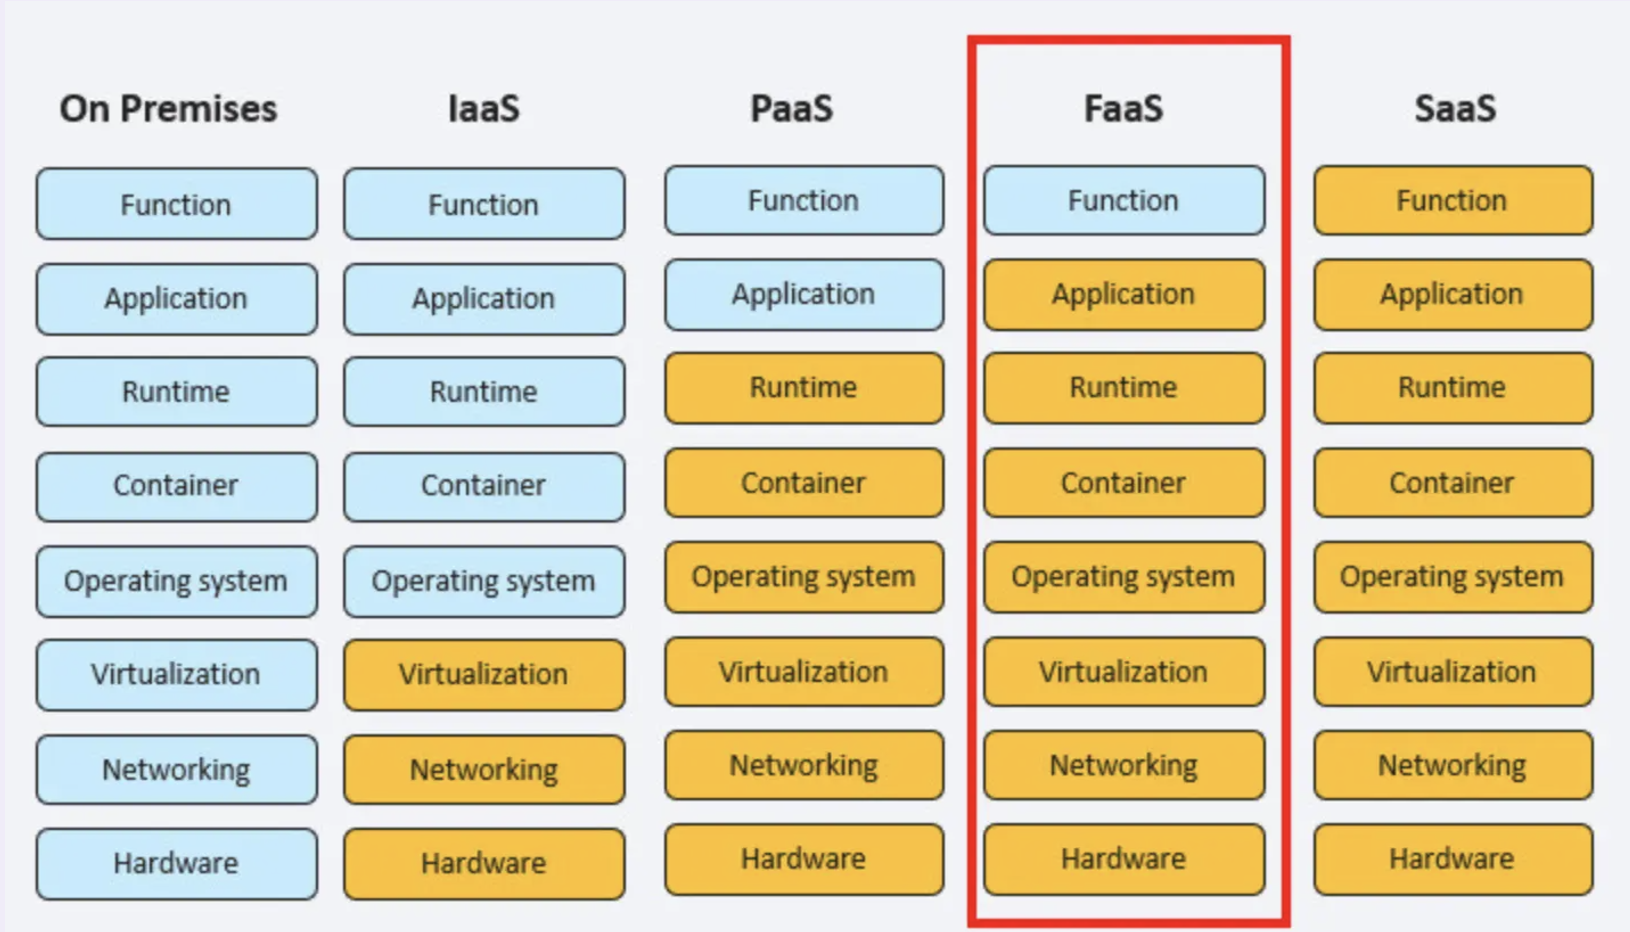 On Premises IaaS PaaS FaaS SaaS
Function Function Function Function Function
Application Application Application Application Application
Runtime Runtime Runtime Runtime Runtime
Container Container Container Container Container
Operating system Operating system Operating system Operating system Operating system
Virtualization Virtualization Virtualization Virtualization Virtualization
Networking Networking Networking Networking Networking
Hardware Hardware Hardware Hardware Hardware